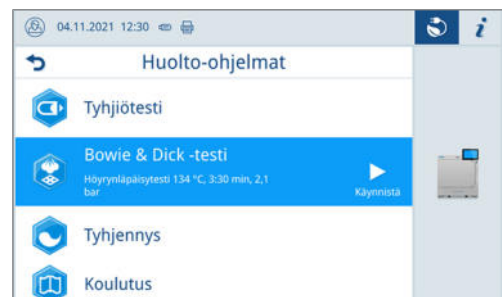 04.11.2021 12:30
i
Huolto-ohjelmat
Tyhjiötesti
Bowie & Dick -testi
Höyrynläpäisytesti 134 °C, 3:30 min, 2,1
bar
Käynnistä
Tyhjennys
Koulutus